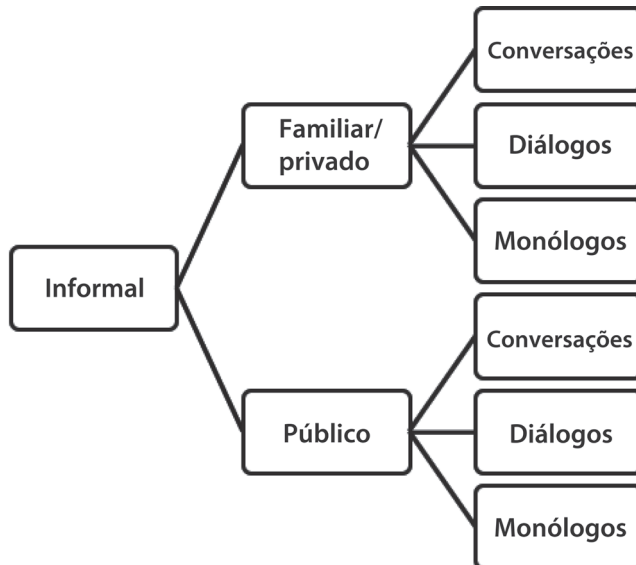 Informal
Familiar/
privado
Conversações
Diálogos
Monólogos
Público
Conversações
Diálogos
Monólogos